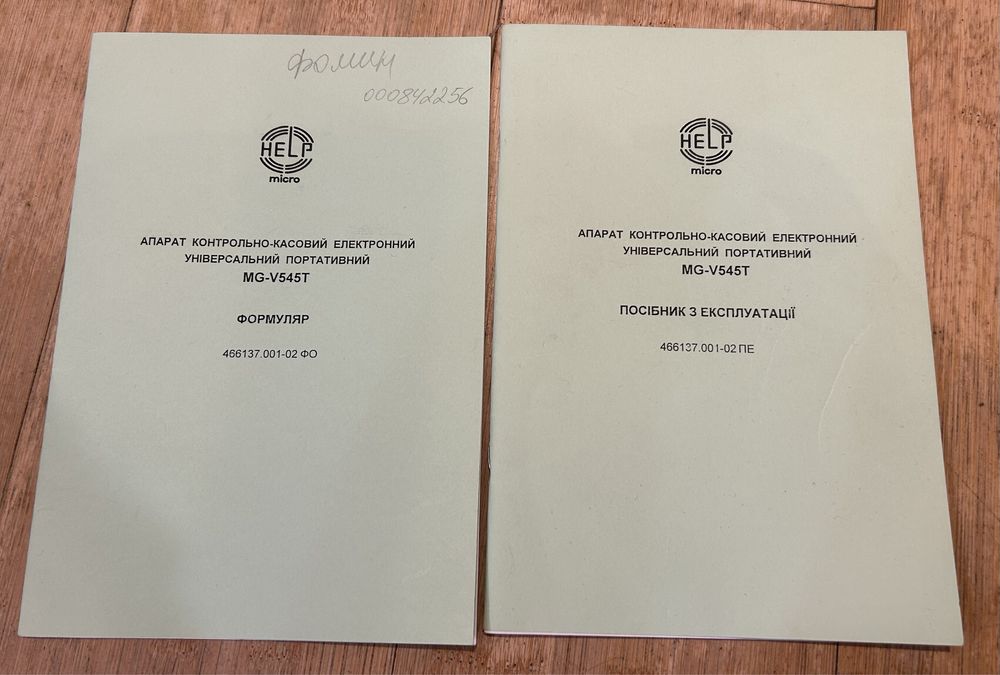 фомин
000842256
HELP
micro
АПАРАТ КОНТРОЛЬНО-КАСОВИЙ ЕЛЕКТРОННИЙ
УНІВЕРСАЛЬНИЙ ПОРТАТИВНИЙ
MG-V545T
ФОРМУЛЯР
466137.001-02 ФО
HELP
micro
АПАРАТ КОНТРОЛЬНО-КАСОВИЙ ЕЛЕКТРОННИЙ
УНІВЕРСАЛЬНИЙ ПОРТАТИВНИЙ
MG-V545T
ПОСІБНИК З ЕКСПЛУАТАЦІЇ
466137.001-02 ПЕ